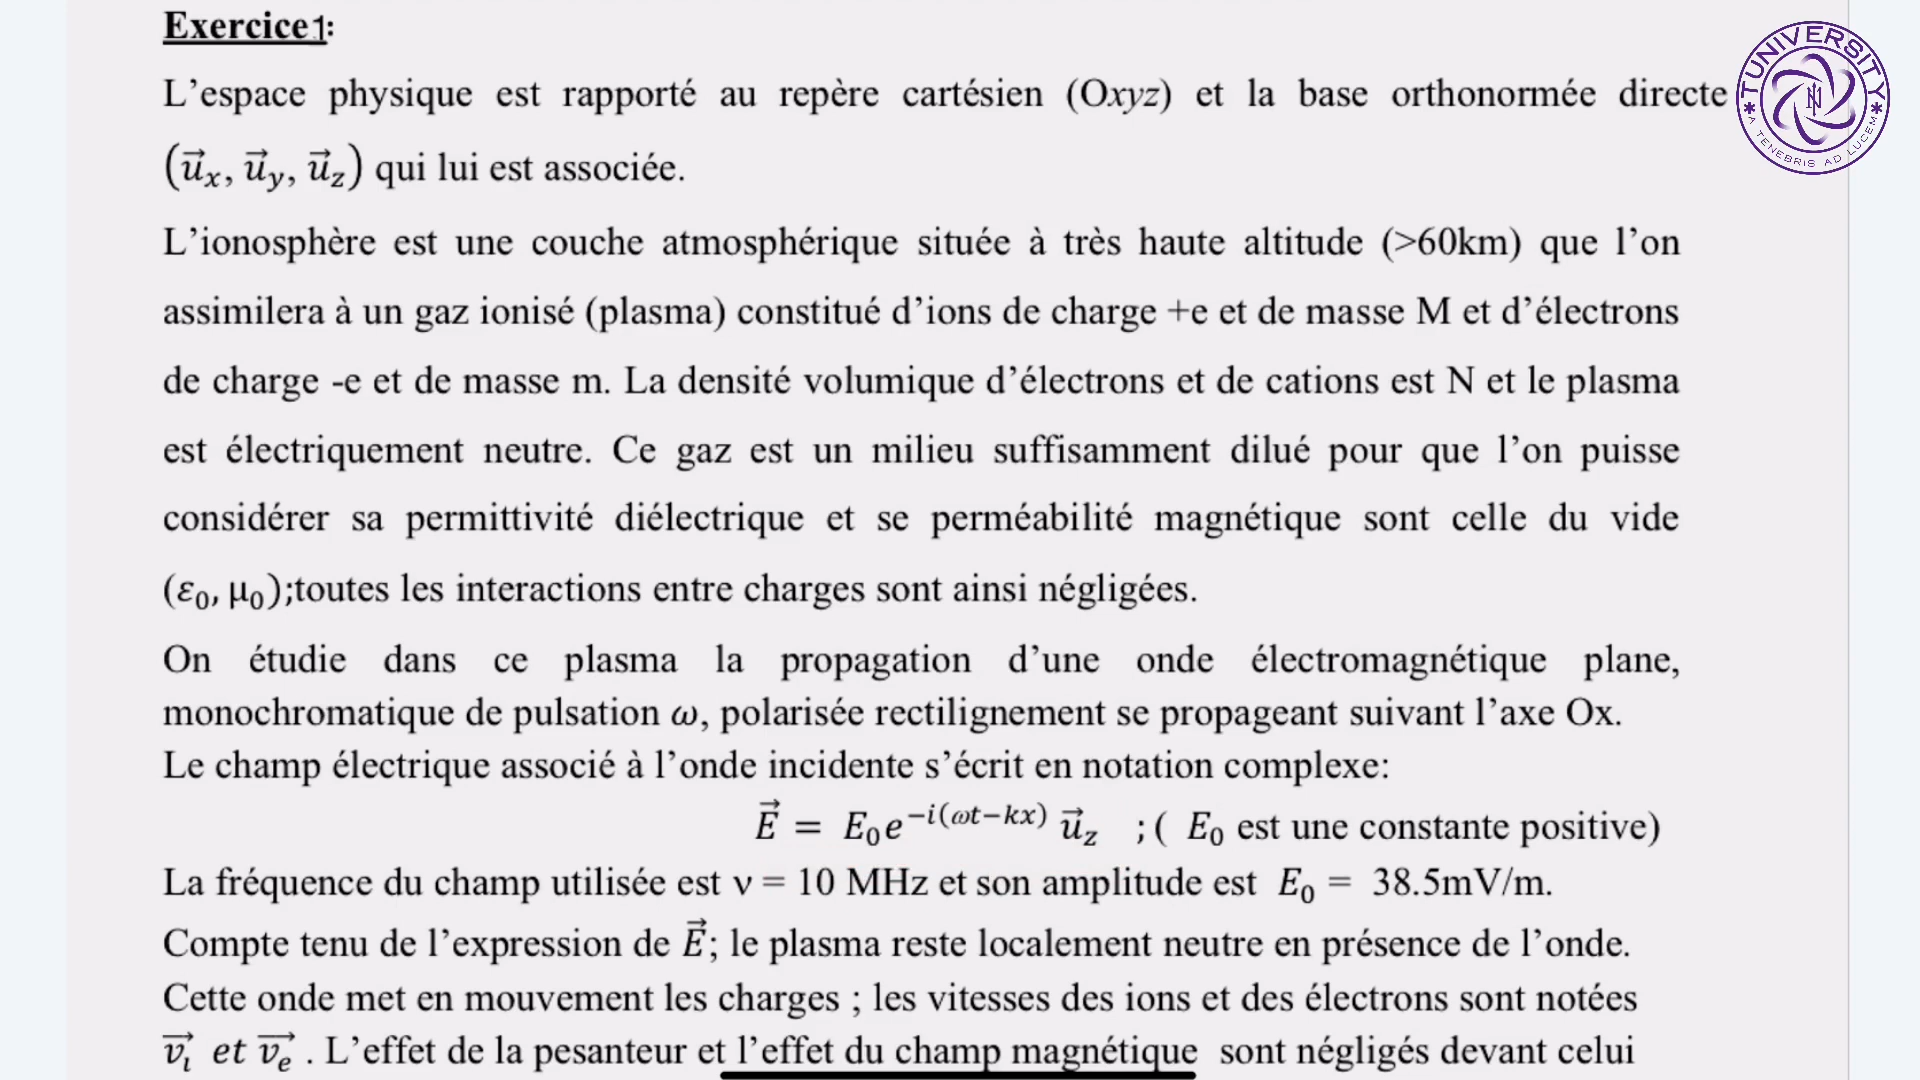 Exercice1:
L’espace physique est rapporté au repère cartésien (Oxyz) et la base orthonormée directe
(u⃗x, u⃗y, u⃗z) qui lui est associée.
L’ionosphère est une couche atmosphérique située à très haute altitude (>60km) que l’on
assimilera à un gaz ionisé (plasma) constitué d’ions de charge +e et de masse M et d’électrons
de charge -e et de masse m. La densité volumique d’électrons et de cations est N et le plasma
est électriquement neutre. Ce gaz est un milieu suffisamment dilué pour que l’on puisse
considérer sa permittivité diélectrique et se perméabilité magnétique sont celle du vide
(ε₀, μ₀);toutes les interactions entre charges sont ainsi négligées.
On étudie dans ce plasma la propagation d’une onde électromagnétique plane,
monochromatique de pulsation ω, polarisée rectilignement se propageant suivant l’axe Ox.
Le champ électrique associé à l’onde incidente s’écrit en notation complexe:
E⃗ = E₀e^−i(ωt−kx) u⃗z ;( E₀ est une constante positive)
La fréquence du champ utilisée est ν = 10 MHz et son amplitude est E₀ = 38.5mV/m.
Compte tenu de l’expression de E⃗; le plasma reste localement neutre en présence de l’onde.
Cette onde met en mouvement les charges ; les vitesses des ions et des électrons sont notées
v⃗ᵢ et v⃗ₑ . L’effet de la pesanteur et l’effet du champ magnétique sont négligés devant celui
TUNIVERSITY
A TENEBRIS AD LUCEM